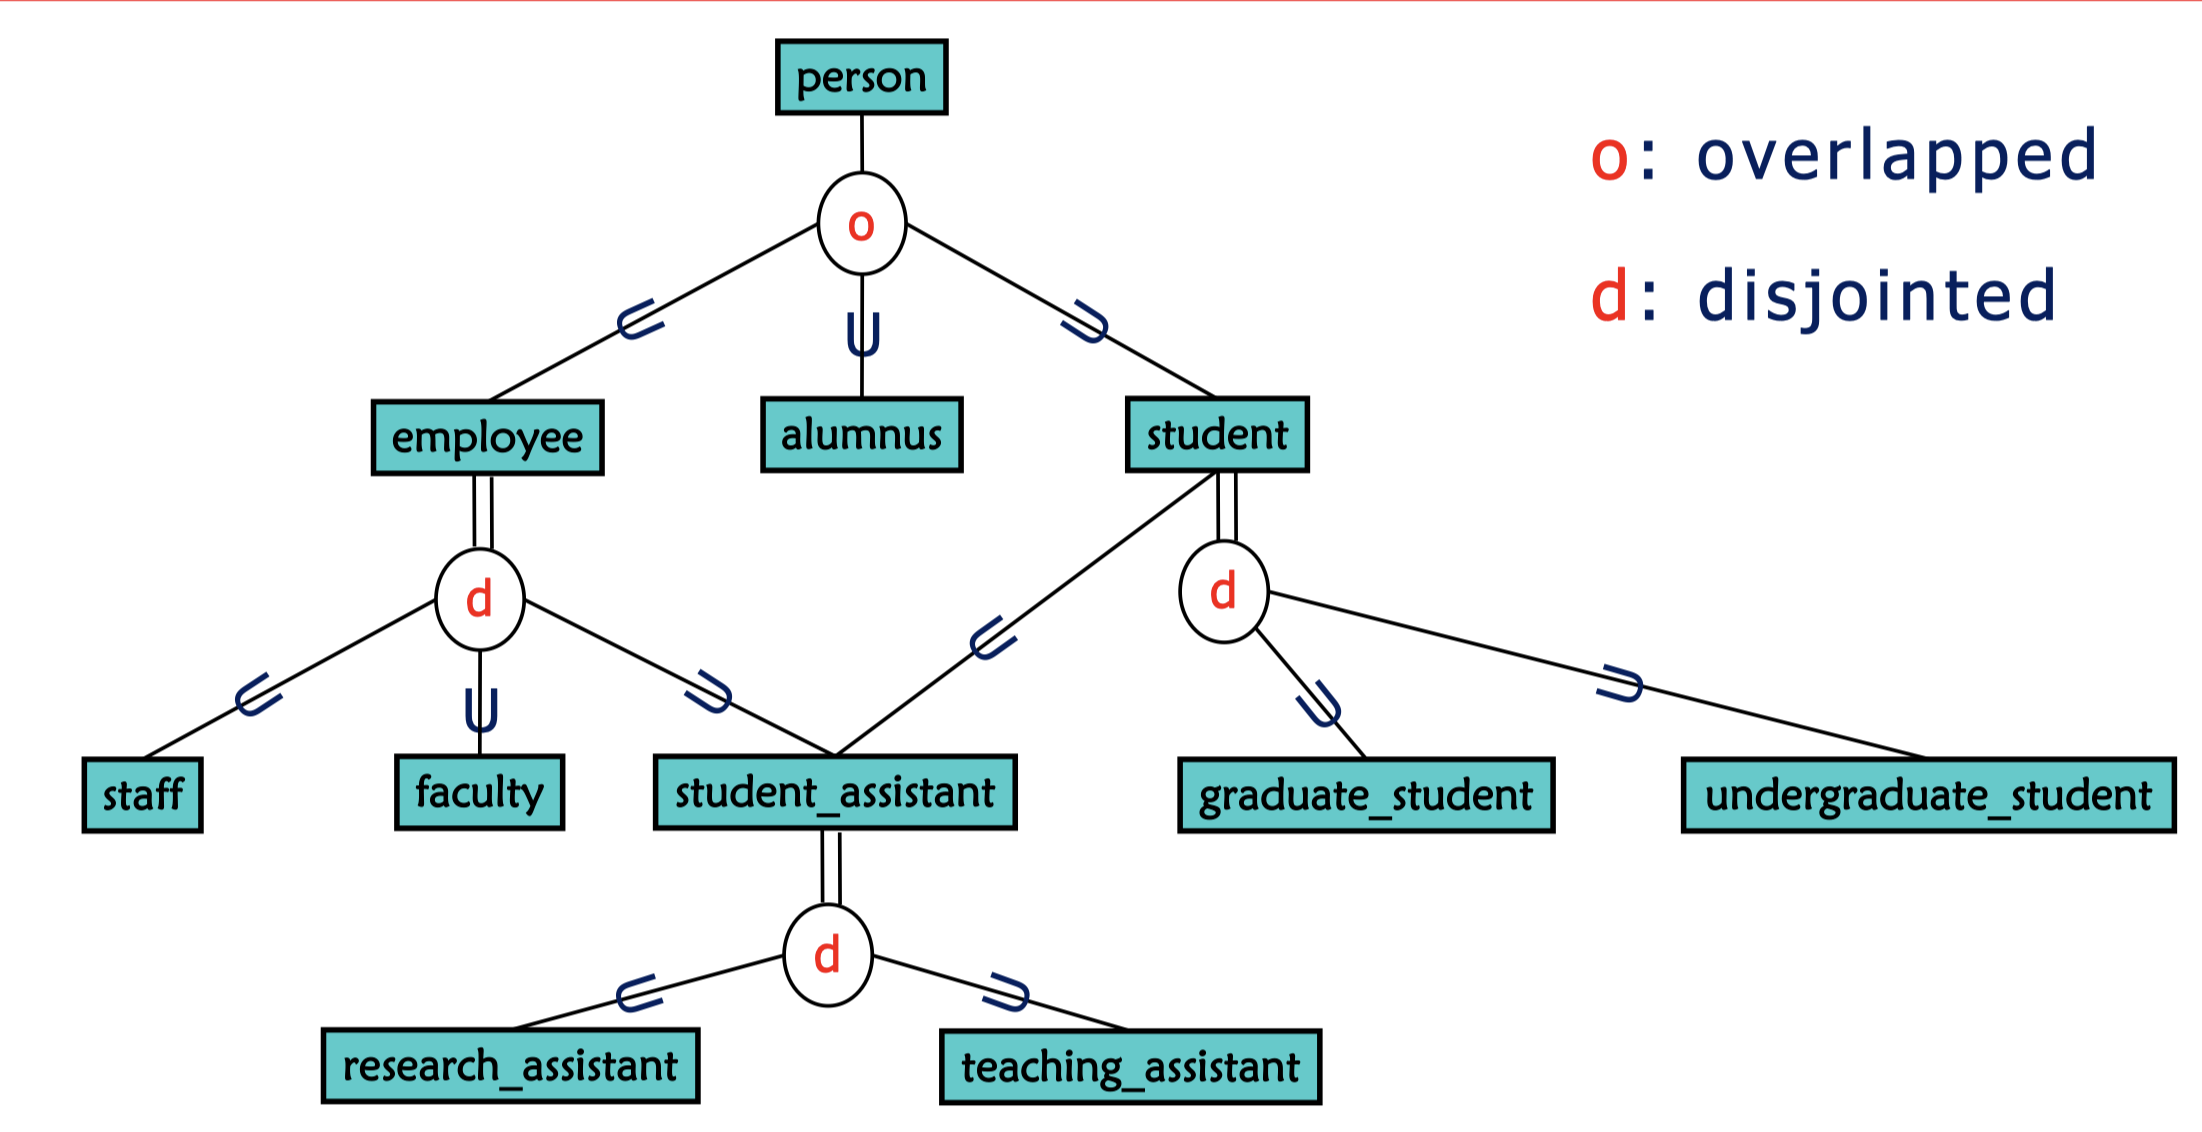 person
o: overlapped
o
d: disjointed
employee
alumnus
student
d
d
staff
faculty
student_assistant
graduate_student
undergraduate_student
d
research_assistant
teaching_assistant